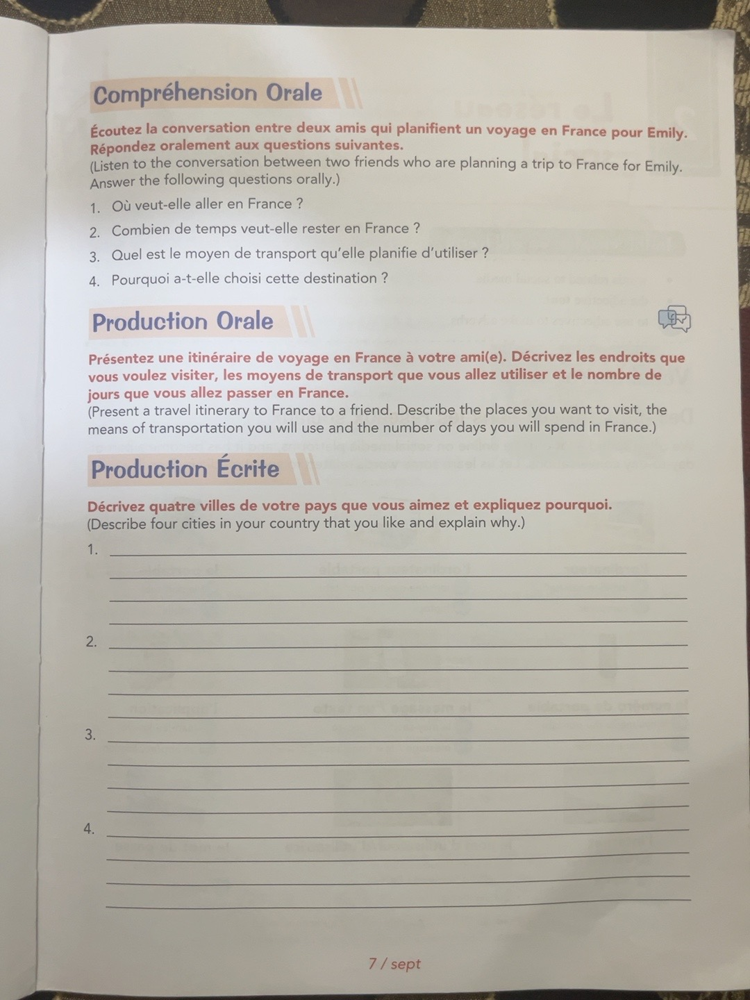 Compréhension Orale
Écoutez la conversation entre deux amis qui planifient un voyage en France pour Emily.
Répondez oralement aux questions suivantes.
(Listen to the conversation between two friends who are planning a trip to France for Emily.
Answer the following questions orally.)
1. Où veut-elle aller en France ?
2. Combien de temps veut-elle rester en France ?
3. Quel est le moyen de transport qu'elle planifie d'utiliser ?
4. Pourquoi a-t-elle choisi cette destination ?
Production Orale
Présentez une itinéraire de voyage en France à votre ami(e). Décrivez les endroits que
vous voulez visiter, les moyens de transport que vous allez utiliser et le nombre de
jours que vous allez passer en France.
(Present a travel itinerary to France to a friend. Describe the places you want to visit, the
means of transportation you will use and the number of days you will spend in France.)
Production Écrite
Décrivez quatre villes de votre pays que vous aimez et expliquez pourquoi.
(Describe four cities in your country that you like and explain why.)
1.
2.
3.
4.
7 / sept